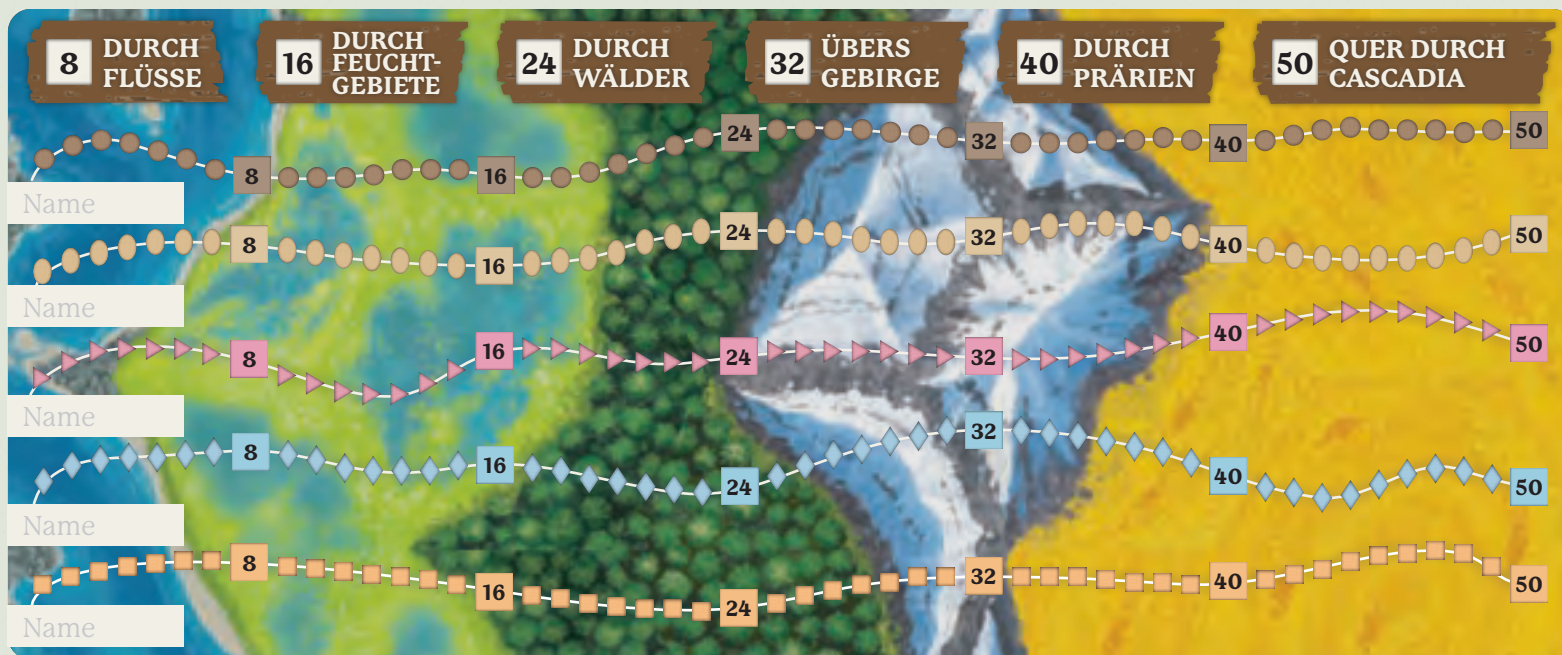 8 DURCH
FLÜSSE
16 DURCH
FEUCHT-
GEBIETE
24 DURCH
WÄLDER
32 ÜBERS
GEBIRGE
40 DURCH
PRÄRIEN
50 QUER DURCH
CASCADIA
8 16 24 32 40 50
Name
8 16 24 32 40 50
Name
8 16 24 32 40 50
Name
8 16 24 32 40 50
Name
8 16 24 32 40 50
Name